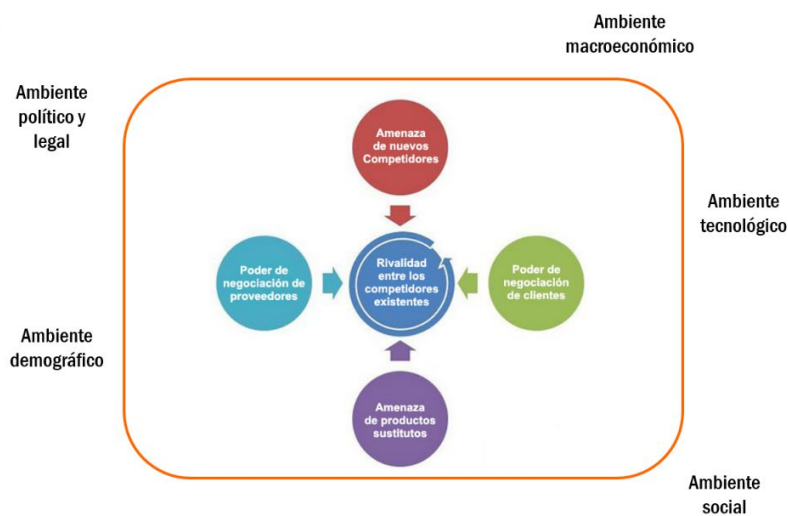 Ambiente
macroeconómico
Ambiente
político y
legal
Amenaza
de nuevos
Competidores
Ambiente
tecnológico
Poder de
negociación de
proveedores
Rivalidad
entre los
competidores
existentes
Poder de
negociación
de clientes
Ambiente
demográfico
Amenaza
de productos
sustitutos
Ambiente
social